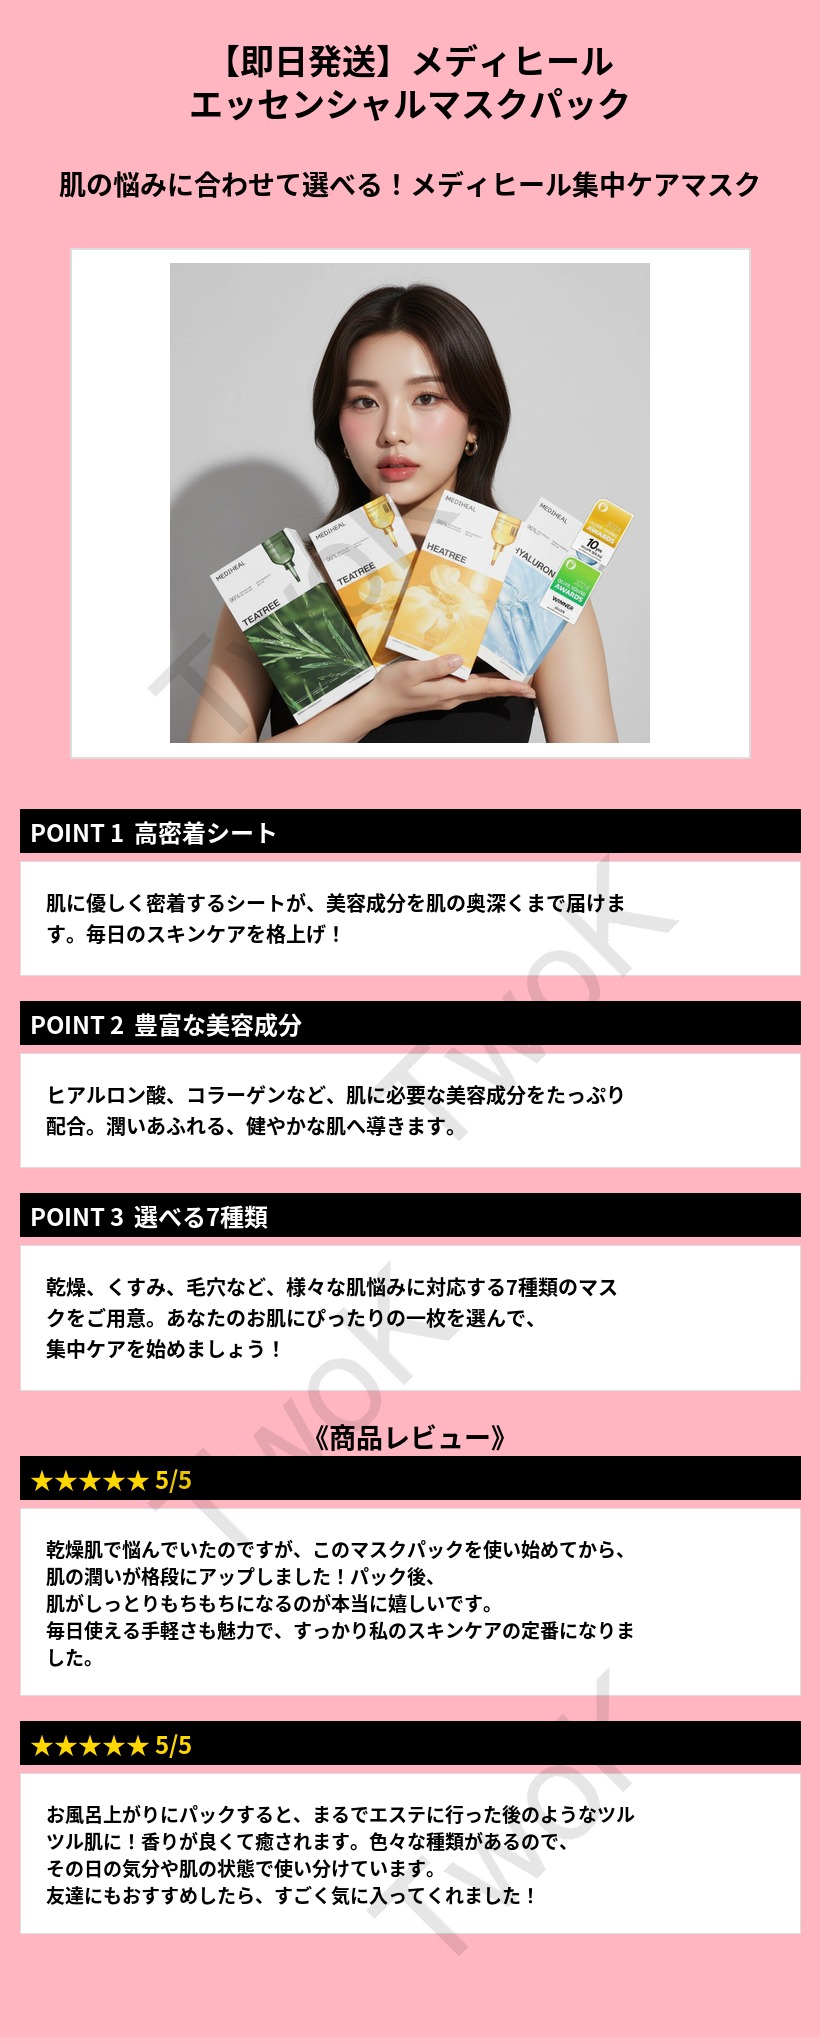 【即日発送】メディヒール
エッセンシャルマスクパック
肌の悩みに合わせて選べる！メディヒール集中ケアマスク
MEDIHEAL
TEATREE
MEDIHEAL
TEATREE
MEDIHEAL
HEATREE
MEDIHEAL
HYALURON
AWARDS
10
AWARDS
WINNER
POINT 1 高密着シート
肌に優しく密着するシートが、美容成分を肌の奥深くまで届けま
す。毎日のスキンケアを格上げ！
POINT 2 豊富な美容成分
ヒアルロン酸、コラーゲンなど、肌に必要な美容成分をたっぷり
配合。潤いあふれる、健やかな肌へ導きます。
POINT 3 選べる7種類
乾燥、くすみ、毛穴など、様々な肌悩みに対応する7種類のマス
クをご用意。あなたのお肌にぴったりの一枚を選んで、
集中ケアを始めましょう！
《商品レビュー》
★★★★★ 5/5
乾燥肌で悩んでいたのですが、このマスクパックを使い始めてから、
肌の潤いが格段にアップしました！パック後、
肌がしっとりもちもちになるのが本当に嬉しいです。
毎日使える手軽さも魅力で、すっかり私のスキンケアの定番になりま
した。
★★★★★ 5/5
お風呂上がりにパックすると、まるでエステに行った後のようなツル
ツル肌に！香りが良くて癒されます。色々な種類があるので、
その日の気分や肌の状態で使い分けています。
友達にもおすすめしたら、すごく気に入ってくれました！
TwoK
TwoK
TwoK
TwoK